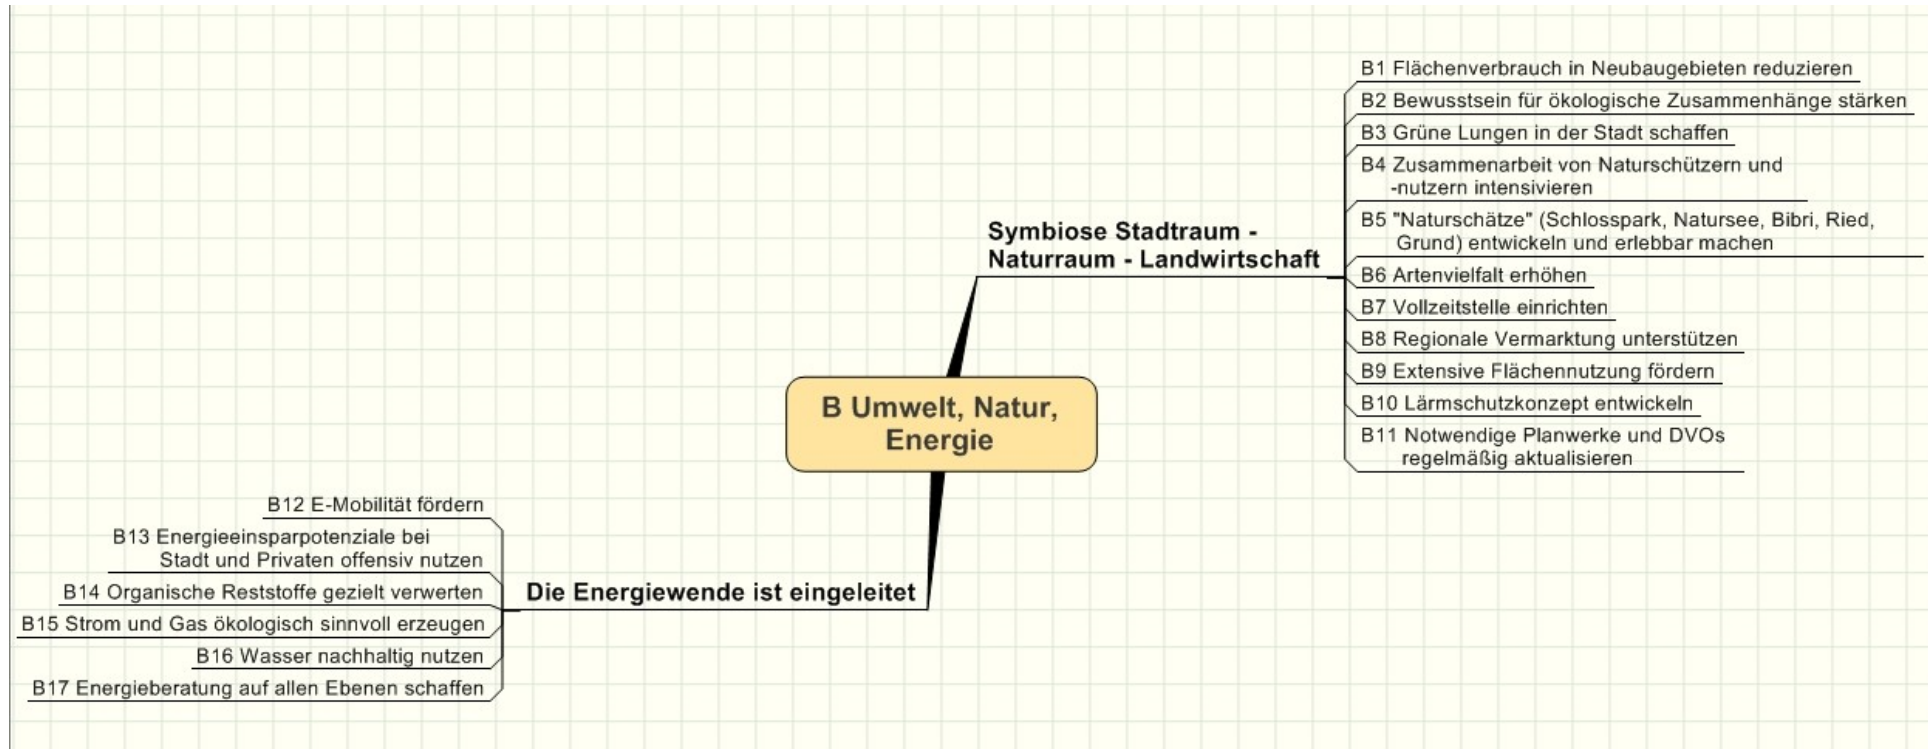 B Umwelt, Natur,
Energie
Symbiose Stadtraum -
Naturraum - Landwirtschaft
B1 Flächenverbrauch in Neubaugebieten reduzieren
B2 Bewusstsein für ökologische Zusammenhänge stärken
B3 Grüne Lungen in der Stadt schaffen
B4 Zusammenarbeit von Naturschützern und
-nutzern intensivieren
B5 "Naturschätze" (Schlosspark, Natursee, Bibri, Ried,
Grund) entwickeln und erlebbar machen
B6 Artenvielfalt erhöhen
B7 Vollzeitstelle einrichten
B8 Regionale Vermarktung unterstützen
B9 Extensive Flächennutzung fördern
B10 Lärmschutzkonzept entwickeln
B11 Notwendige Planwerke und DVOs
regelmäßig aktualisieren
Die Energiewende ist eingeleitet
B12 E-Mobilität fördern
B13 Energieeinsparpotenziale bei
Stadt und Privaten offensiv nutzen
B14 Organische Reststoffe gezielt verwerten
B15 Strom und Gas ökologisch sinnvoll erzeugen
B16 Wasser nachhaltig nutzen
B17 Energieberatung auf allen Ebenen schaffen